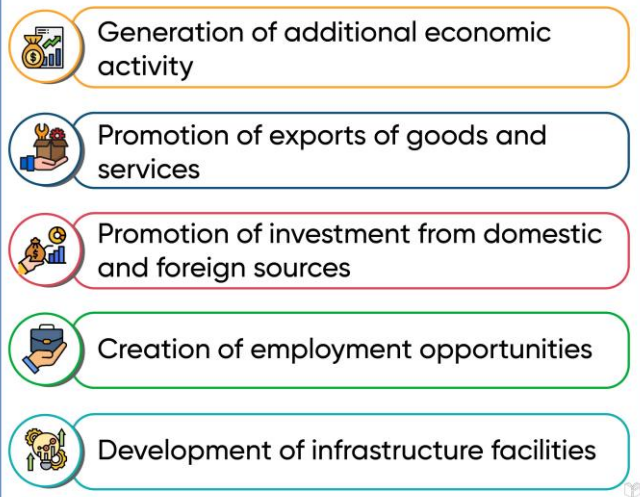 Generation of additional economic
activity
Promotion of exports of goods and
services
Promotion of investment from domestic
and foreign sources
Creation of employment opportunities
Development of infrastructure facilities